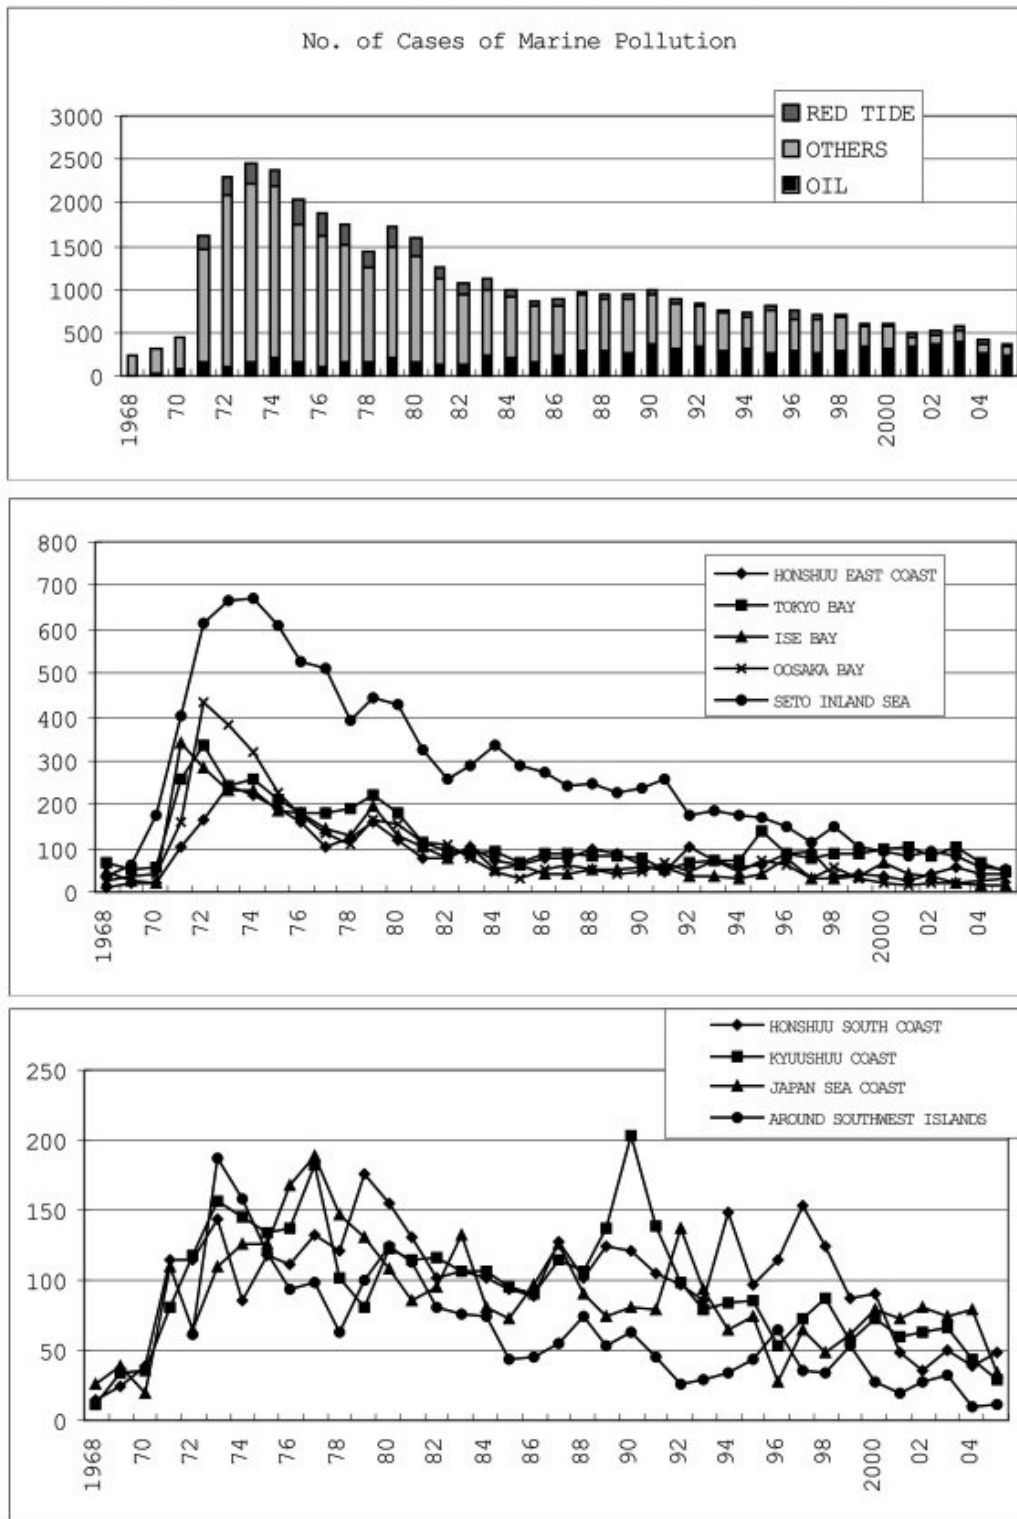 No. of Cases of Marine Pollution
3000
2500
2000
1500
1000
500
0
RED TIDE
OTHERS
OIL
1968 70 72 74 76 78 80 82 84 86 88 90 92 94 96 98 2000 02 04
800
700
600
500
400
300
200
100
0
HONSHUU EAST COAST
TOKYO BAY
ISE BAY
OOSAKA BAY
SETO INLAND SEA
1968 70 72 74 76 78 80 82 84 86 88 90 92 94 96 98 2000 02 04
HONSHUU SOUTH COAST
KYUUSHUU COAST
JAPAN SEA COAST
AROUND SOUTHWEST ISLANDS
250
200
150
100
50
0
1968 70 72 74 76 78 80 82 84 86 88 90 92 94 96 98 2000 02 04